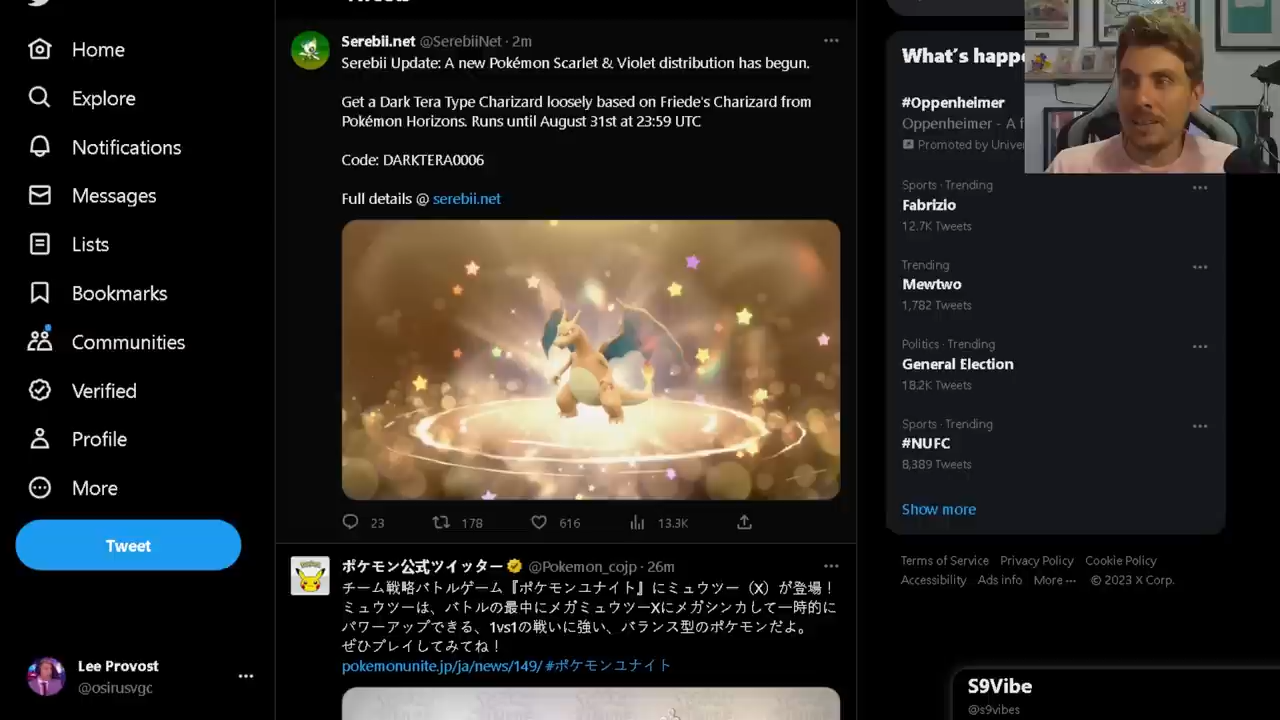 Home
Explore
Notifications
Messages
Lists
Bookmarks
Communities
Verified
Profile
More
Tweet
Lee Provost
@osirusvgc
Serebii.net @SerebiiNet · 2m
Serebii Update: A new Pokémon Scarlet & Violet distribution has begun.
Get a Dark Tera Type Charizard loosely based on Friede's Charizard from
Pokémon Horizons. Runs until August 31st at 23:59 UTC
Code: DARKTERA0006
Full details @ serebii.net
23 178 616 13.3K
ポケモン公式ツイッター @Pokemon_cojp · 26m
チーム戦略バトルゲーム『ポケモンユナイト』にミュウツー（X）が登場！
ミュウツーは、バトルの最中にメガミュウツーXにメガシンカして一時的に
パワーアップできる、1vs1の戦いに強い、バランス型のポケモンだよ。
ぜひプレイしてみてね！
pokemonunite.jp/ja/news/149/ #ポケモンユナイト
What's happe
#Oppenheimer
Oppenheimer - A f
Promoted by Univer
Sports · Trending
Fabrizio
12.7K Tweets
Trending
Mewtwo
1,782 Tweets
Politics · Trending
General Election
18.2K Tweets
Sports · Trending
#NUFC
8,389 Tweets
Show more
Terms of Service Privacy Policy Cookie Policy
Accessibility Ads info More ··· © 2023 X Corp.
S9Vibe
@s9vibes